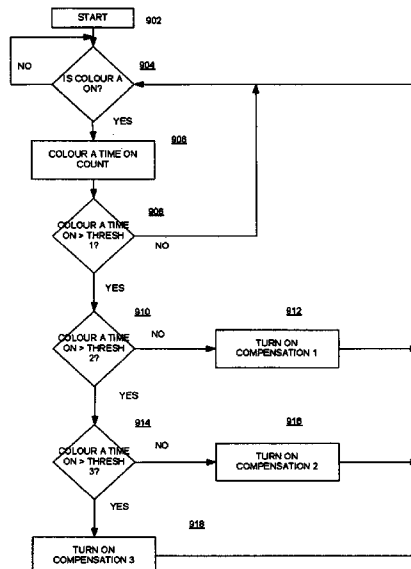 START
902
904
NO
IS COLOUR A
ON?
YES
906
COLOUR A TIME ON
COUNT
908
COLOUR A TIME
ON > THRESH
1?
NO
YES
910
COLOUR A TIME
ON > THRESH
2?
NO
912
TURN ON
COMPENSATION 1
YES
914
COLOUR A TIME
ON > THRESH
3?
NO
916
TURN ON
COMPENSATION 2
YES
918
TURN ON
COMPENSATION 3